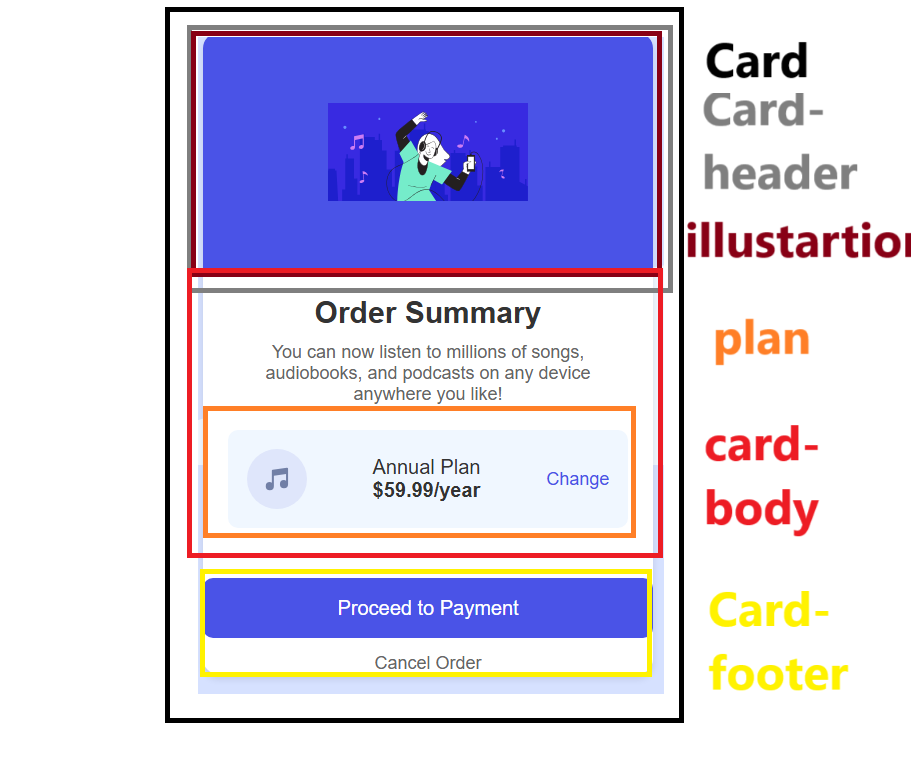 Card
Card-
header
illustartion
Order Summary
You can now listen to millions of songs,
audiobooks, and podcasts on any device
anywhere you like!
plan
Annual Plan
$59.99/year
Change
card-
body
Proceed to Payment
Cancel Order
Card-
footer